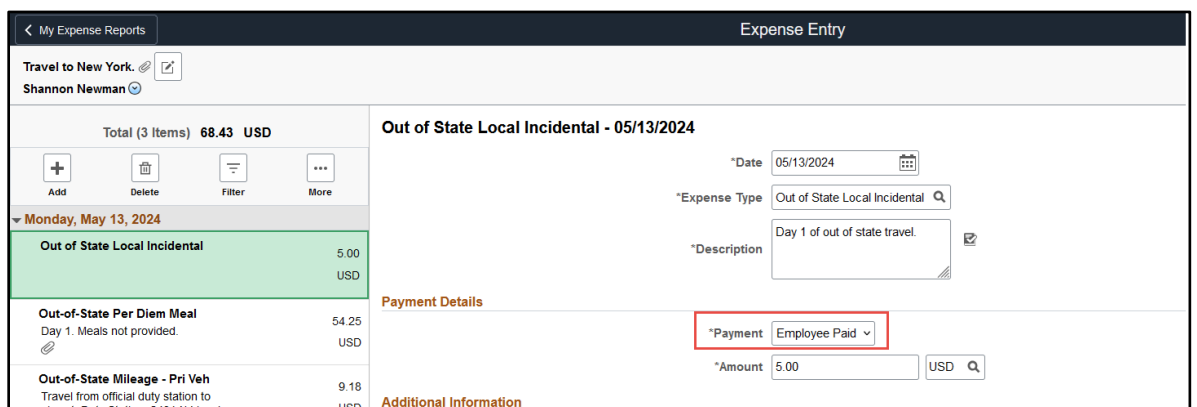 My Expense Reports
Expense Entry
Travel to New York.
Shannon Newman
Total (3 Items) 68.43 USD
Add Delete Filter More
Monday, May 13, 2024
Out of State Local Incidental
5.00
USD
Out-of-State Per Diem Meal
54.25
Day 1. Meals not provided.
USD
Out-of-State Mileage - Pri Veh
9.18
Travel from official duty station to
Out of State Local Incidental - 05/13/2024
*Date 05/13/2024
*Expense Type Out of State Local Incidental
*Description Day 1 of out of state travel.
Payment Details
*Payment Employee Paid
*Amount 5.00 USD
Additional Information